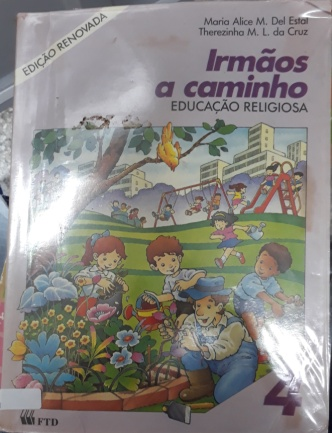 EDIÇÃO RENOVADA
Maria Alice M. Del Estal
Therezinha M. L. da Cruz
Irmãos
a caminho
EDUCAÇÃO RELIGIOSA
4
FTD